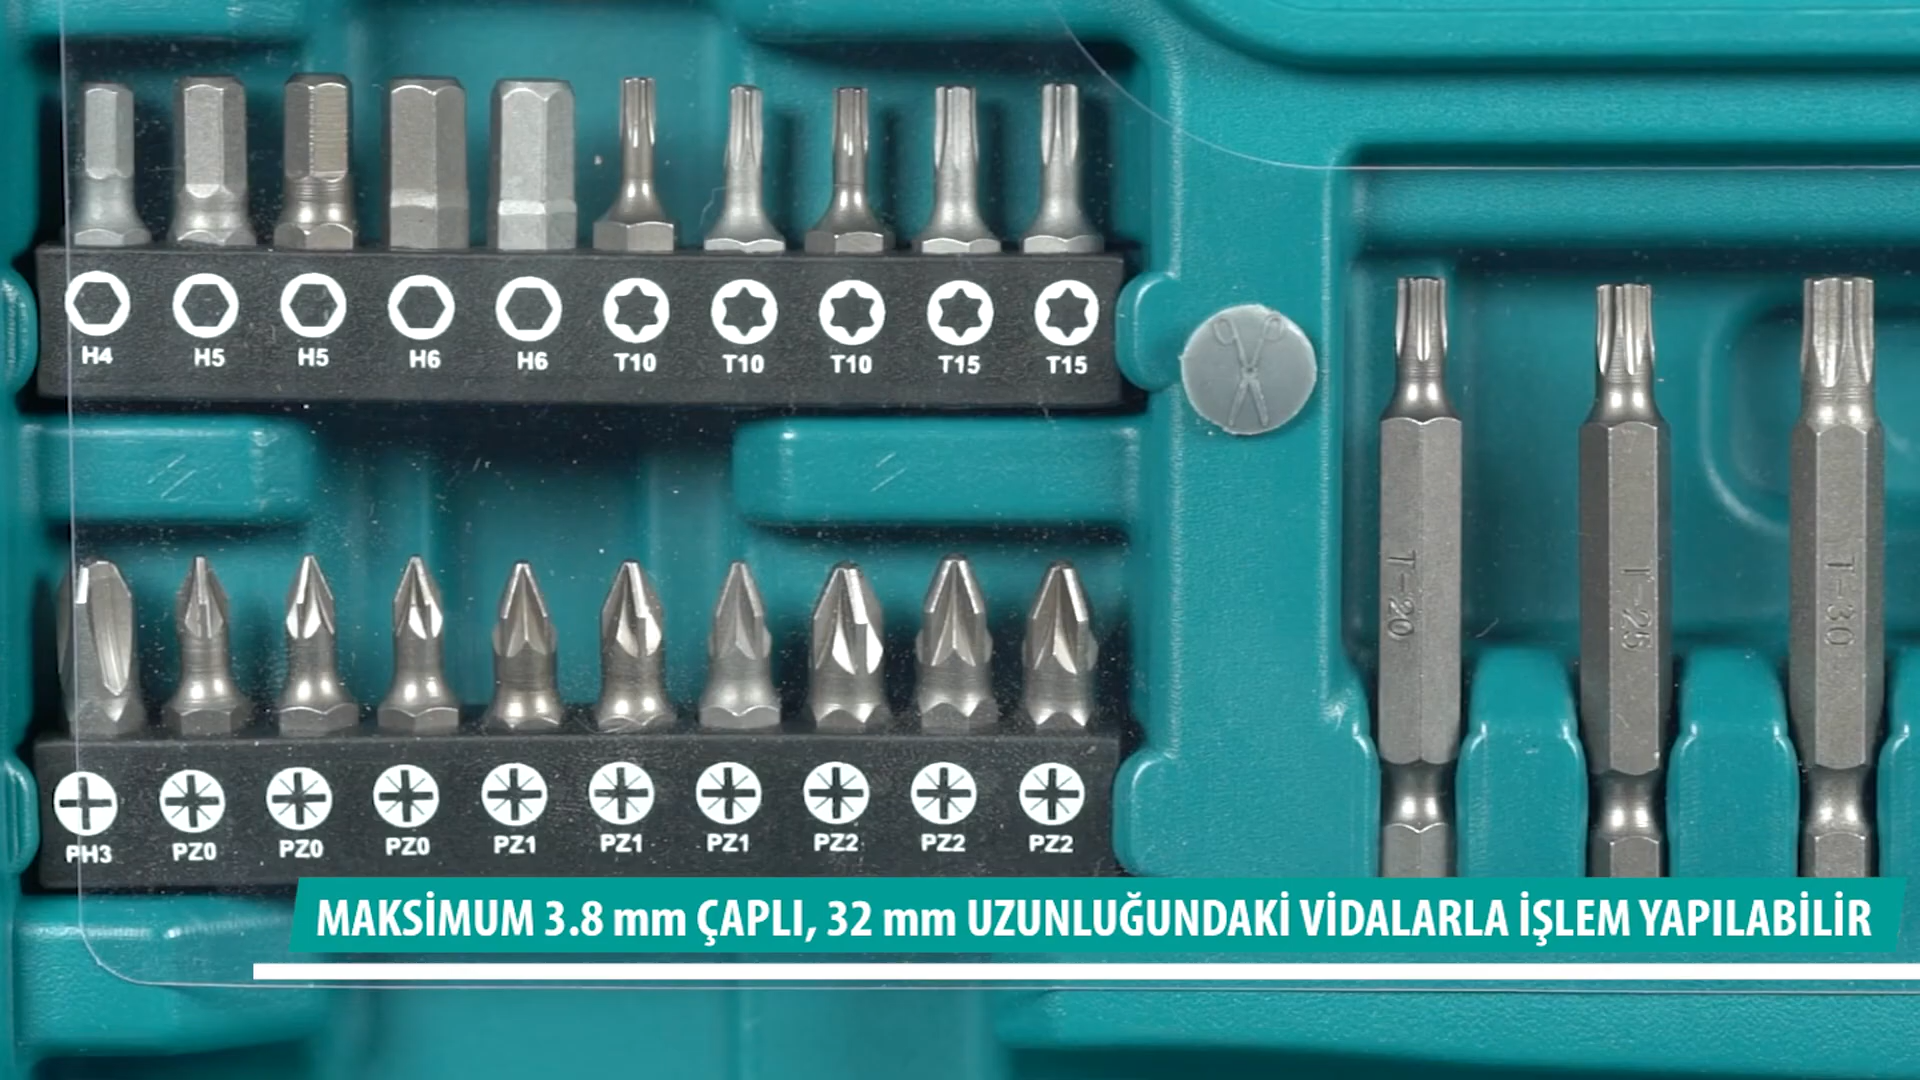 H4 H5 H5 H6 H6 T10 T10 T10 T15 T15
T-20 T-25 T-30
PH3 PZ0 PZ0 PZ0 PZ1 PZ1 PZ1 PZ2 PZ2 PZ2
MAKSİMUM 3.8 mm ÇAPLI, 32 mm UZUNLUĞUNDAKİ VİDALARLA İŞLEM YAPILABİLİR